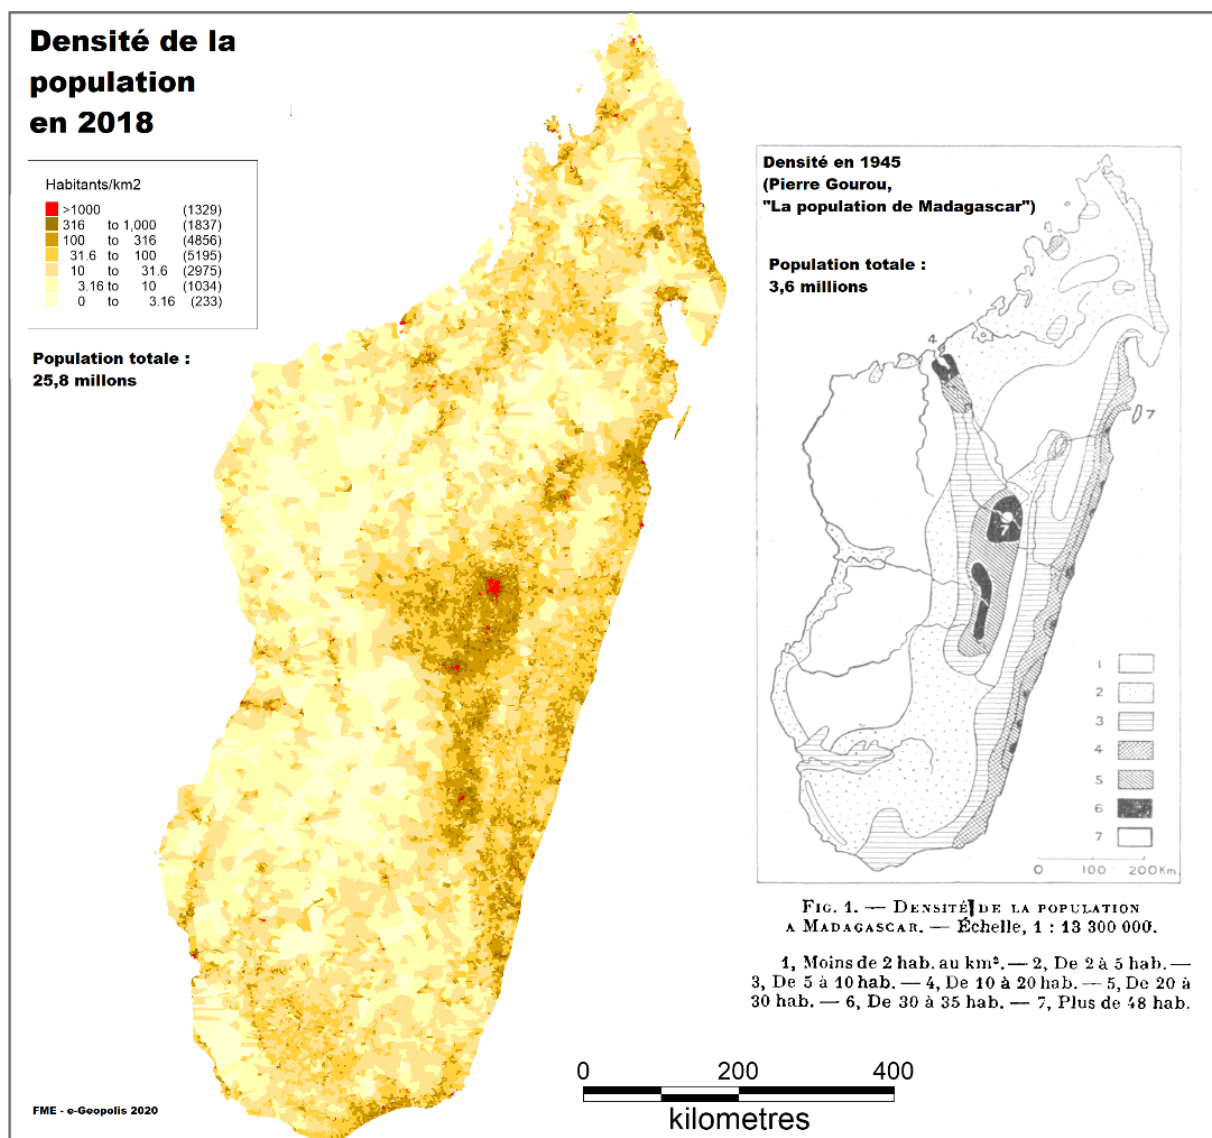 Densité de la
population
en 2018
Habitants/km2
>1000 (1329)
316 to 1,000 (1837)
100 to 316 (4856)
31.6 to 100 (5195)
10 to 31.6 (2975)
3.16 to 10 (1034)
0 to 3.16 (233)
Population totale :
25,8 millons
Densité en 1945
(Pierre Gourou,
"La population de Madagascar")
Population totale :
3,6 millions
4
7
7
1
2
3
4
5
6
7
0 100 200 Km.
FIG. 1. — DENSITÉ DE LA POPULATION
A MADAGASCAR. — Échelle, 1 : 13 300 000.
1, Moins de 2 hab. au km². — 2, De 2 à 5 hab. —
3, De 5 à 10 hab. — 4, De 10 à 20 hab. — 5, De 20 à
30 hab. — 6, De 30 à 35 hab. — 7, Plus de 48 hab.
0 200 400
kilometres
FME - e-Geopolis 2020